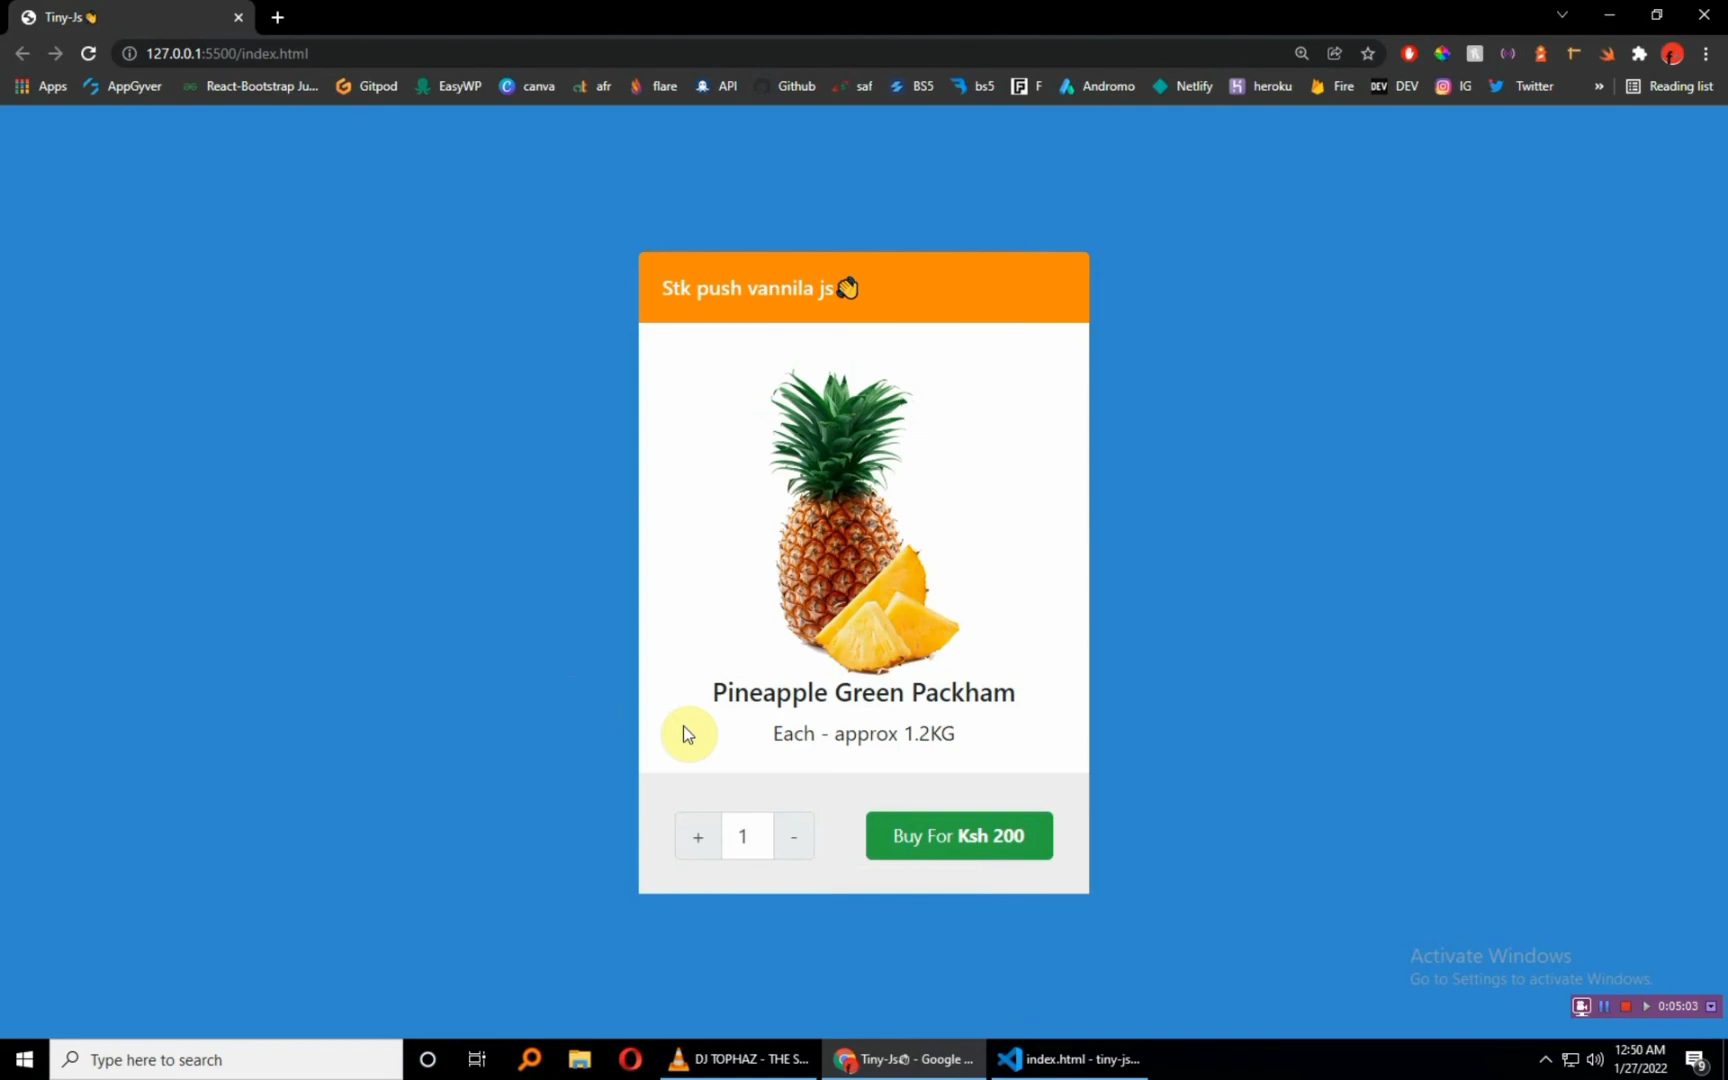 Tiny-Js👏
127.0.0.1:5500/index.html
Apps
AppGyver
React-Bootstrap Ju...
Gitpod
EasyWP
canva
afr
flare
API
Github
saf
BS5
bs5
F
Andromo
Netlify
heroku
Fire
DEV DEV
IG
Twitter
»
Reading list
Stk push vannila js👏
Pineapple Green Packham
Each - approx 1.2KG
+ 1 -
Buy For Ksh 200
Activate Windows
Go to Settings to activate Windows.
0:05:03
Type here to search
DJ TOPHAZ - THE S...
Tiny-Js👏 - Google ...
index.html - tiny-js...
12:50 AM
1/27/2022
9